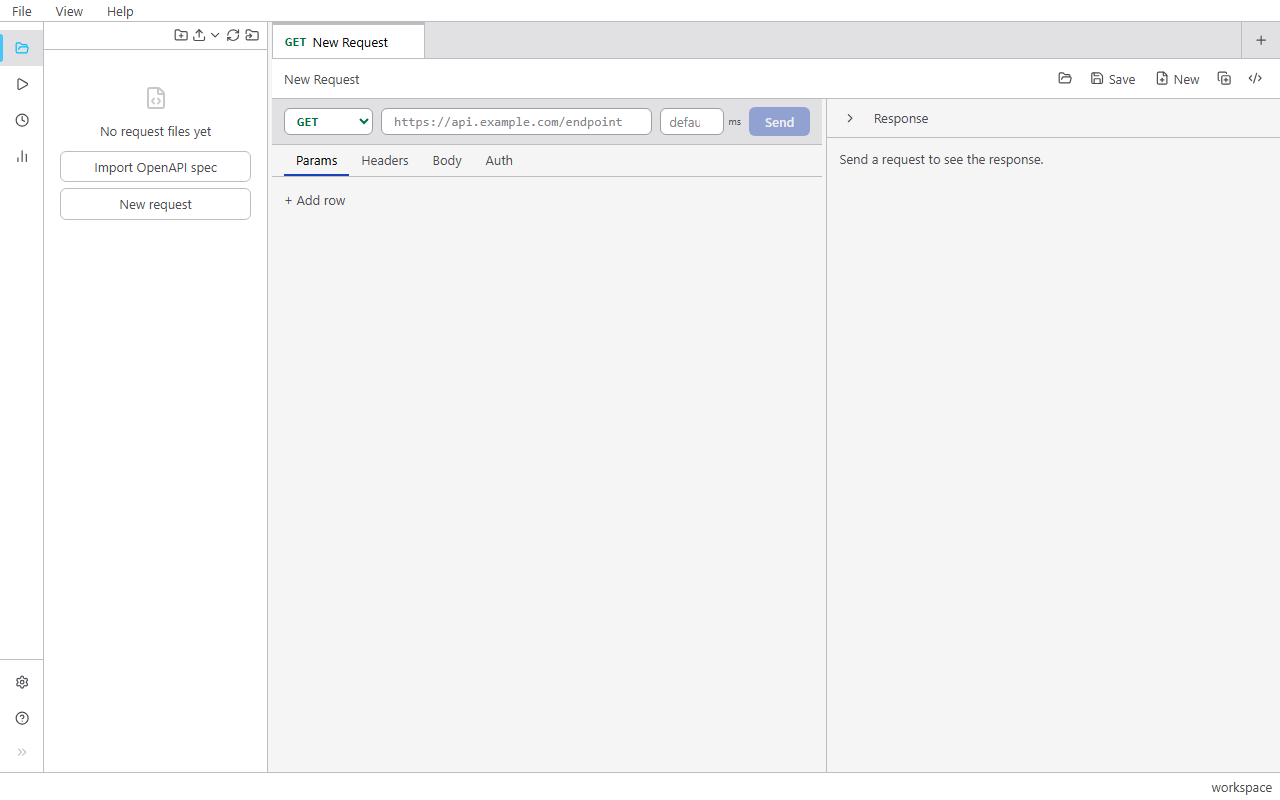 File View Help
GET New Request
New Request
Save
New
No request files yet
Import OpenAPI spec
New request
GET
https://api.example.com/endpoint
defau
ms
Send
Params Headers Body Auth
+ Add row
Response
Send a request to see the response.
workspace